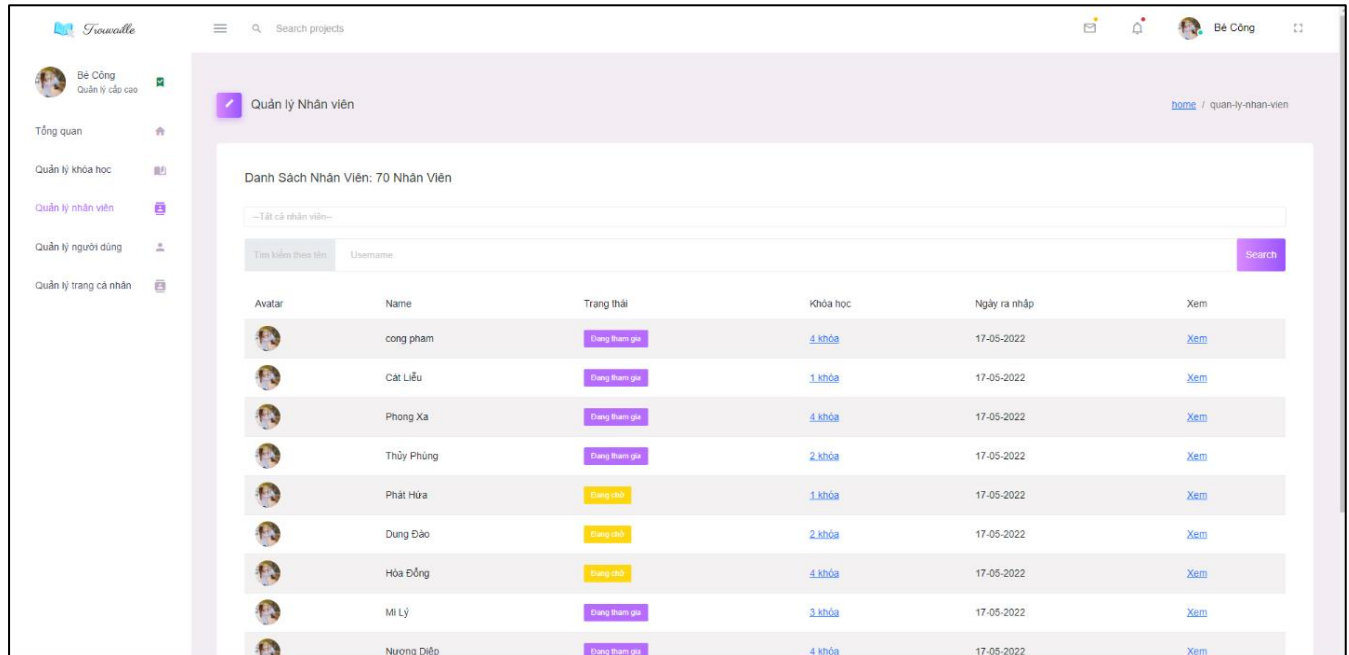 Trouvaille
Search projects
Bé Công
Bé Công
Quản lý cấp cao
Tổng quan
Quản lý khóa học
Quản lý nhân viên
Quản lý người dùng
Quản lý trang cá nhân
Quản lý Nhân viên
home / quan-ly-nhan-vien
Danh Sách Nhân Viên: 70 Nhân Viên
--Tất cả nhân viên--
Tìm kiếm theo tên Username Search
Avatar Name Trạng thái Khóa học Ngày ra nhập Xem
cong pham Đang tham gia 4 khóa 17-05-2022 Xem
Cát Liễu Đang tham gia 1 khóa 17-05-2022 Xem
Phong Xa Đang tham gia 4 khóa 17-05-2022 Xem
Thủy Phùng Đang tham gia 2 khóa 17-05-2022 Xem
Phát Hứa Đang chờ 1 khóa 17-05-2022 Xem
Dung Đào Đang chờ 2 khóa 17-05-2022 Xem
Hòa Đổng Đang chờ 4 khóa 17-05-2022 Xem
Mi Lý Đang tham gia 3 khóa 17-05-2022 Xem
Nương Diệp Đang tham gia 4 khóa 17-05-2022 Xem